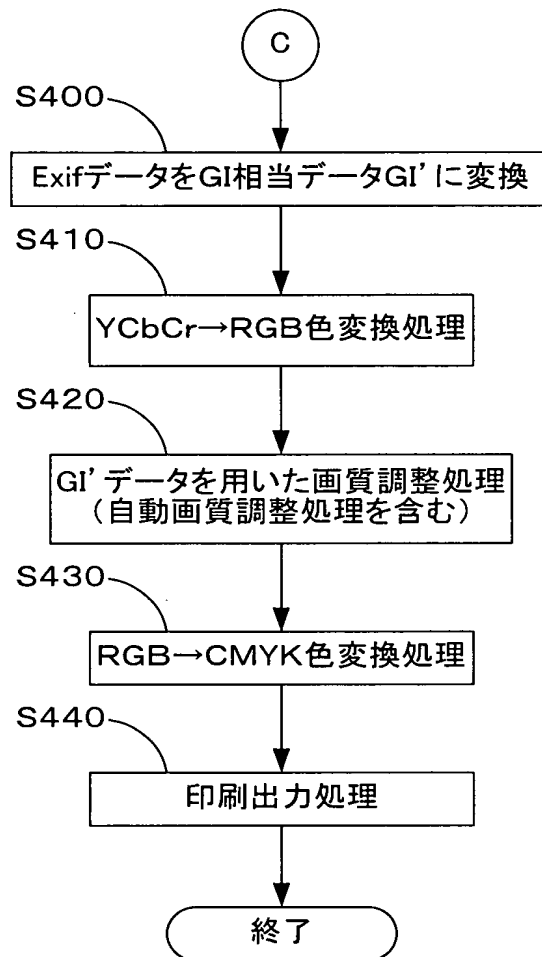 C
S400
ExifデータをGI相当データGI’に変換
S410
YCbCr→RGB色変換処理
S420
GI’データを用いた画質調整処理
（自動画質調整処理を含む）
S430
RGB→CMYK色変換処理
S440
印刷出力処理
終了